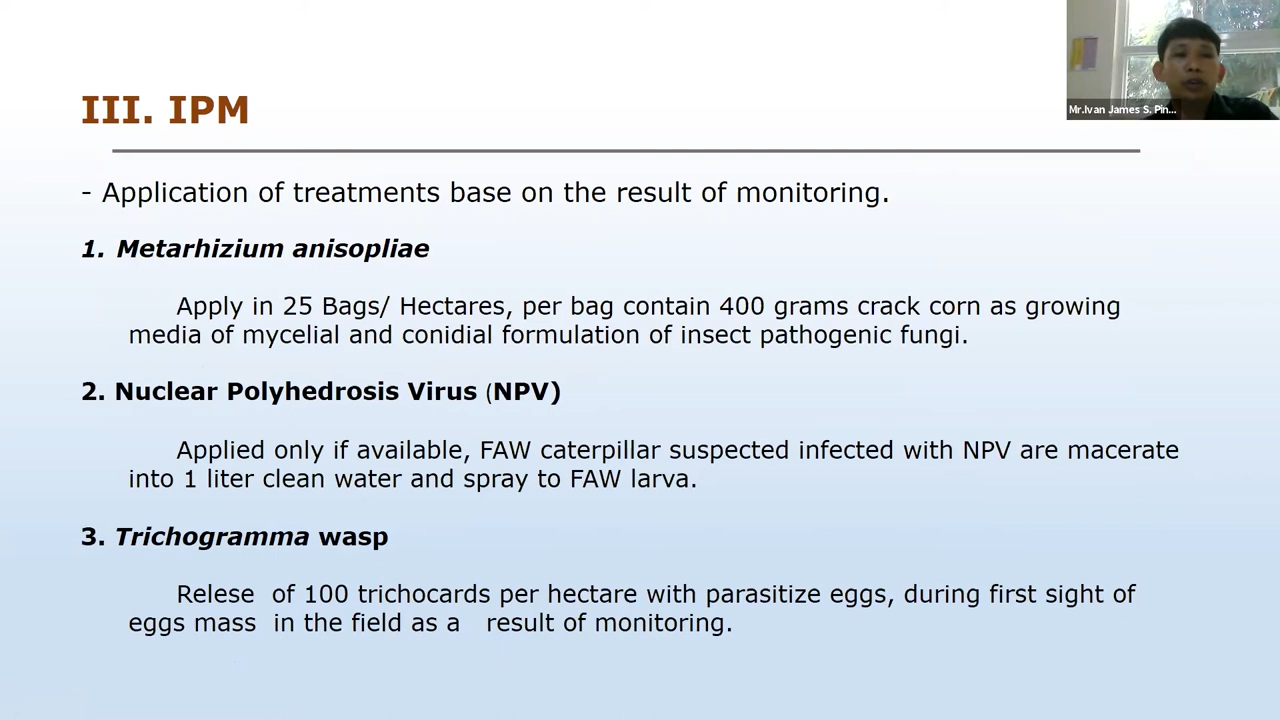 Mr.Ivan James S. Pin...
III. IPM
- Application of treatments base on the result of monitoring.
1. Metarhizium anisopliae
Apply in 25 Bags/ Hectares, per bag contain 400 grams crack corn as growing
media of mycelial and conidial formulation of insect pathogenic fungi.
2. Nuclear Polyhedrosis Virus (NPV)
Applied only if available, FAW caterpillar suspected infected with NPV are macerate
into 1 liter clean water and spray to FAW larva.
3. Trichogramma wasp
Relese of 100 trichocards per hectare with parasitize eggs, during first sight of
eggs mass in the field as a result of monitoring.